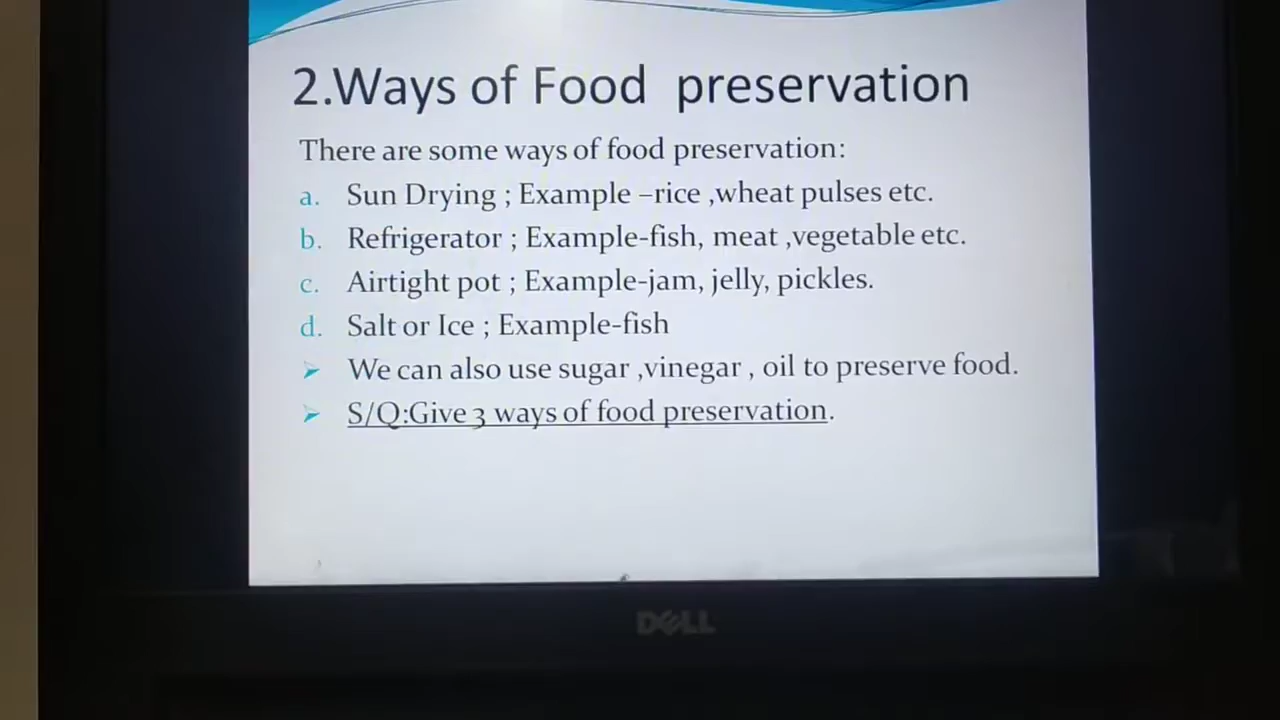 2.Ways of Food preservation
There are some ways of food preservation:
a. Sun Drying ; Example –rice ,wheat pulses etc.
b. Refrigerator ; Example-fish, meat ,vegetable etc.
c. Airtight pot ; Example-jam, jelly, pickles.
d. Salt or Ice ; Example-fish
➢ We can also use sugar ,vinegar , oil to preserve food.
➢ S/Q:Give 3 ways of food preservation.
DELL